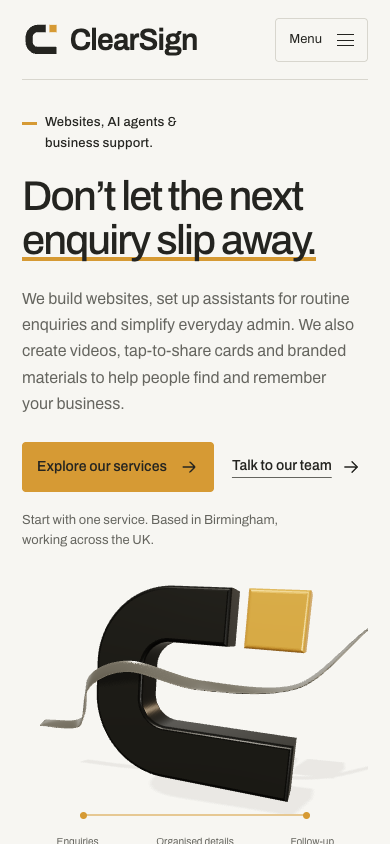 ClearSign
Menu
Websites, AI agents &
business support.
Don’t let the next
enquiry slip away.
We build websites, set up assistants for routine
enquiries and simplify everyday admin. We also
create videos, tap-to-share cards and branded
materials to help people find and remember
your business.
Explore our services
Talk to our team
Start with one service. Based in Birmingham,
working across the UK.
Enquiries
Organised details
Follow-up